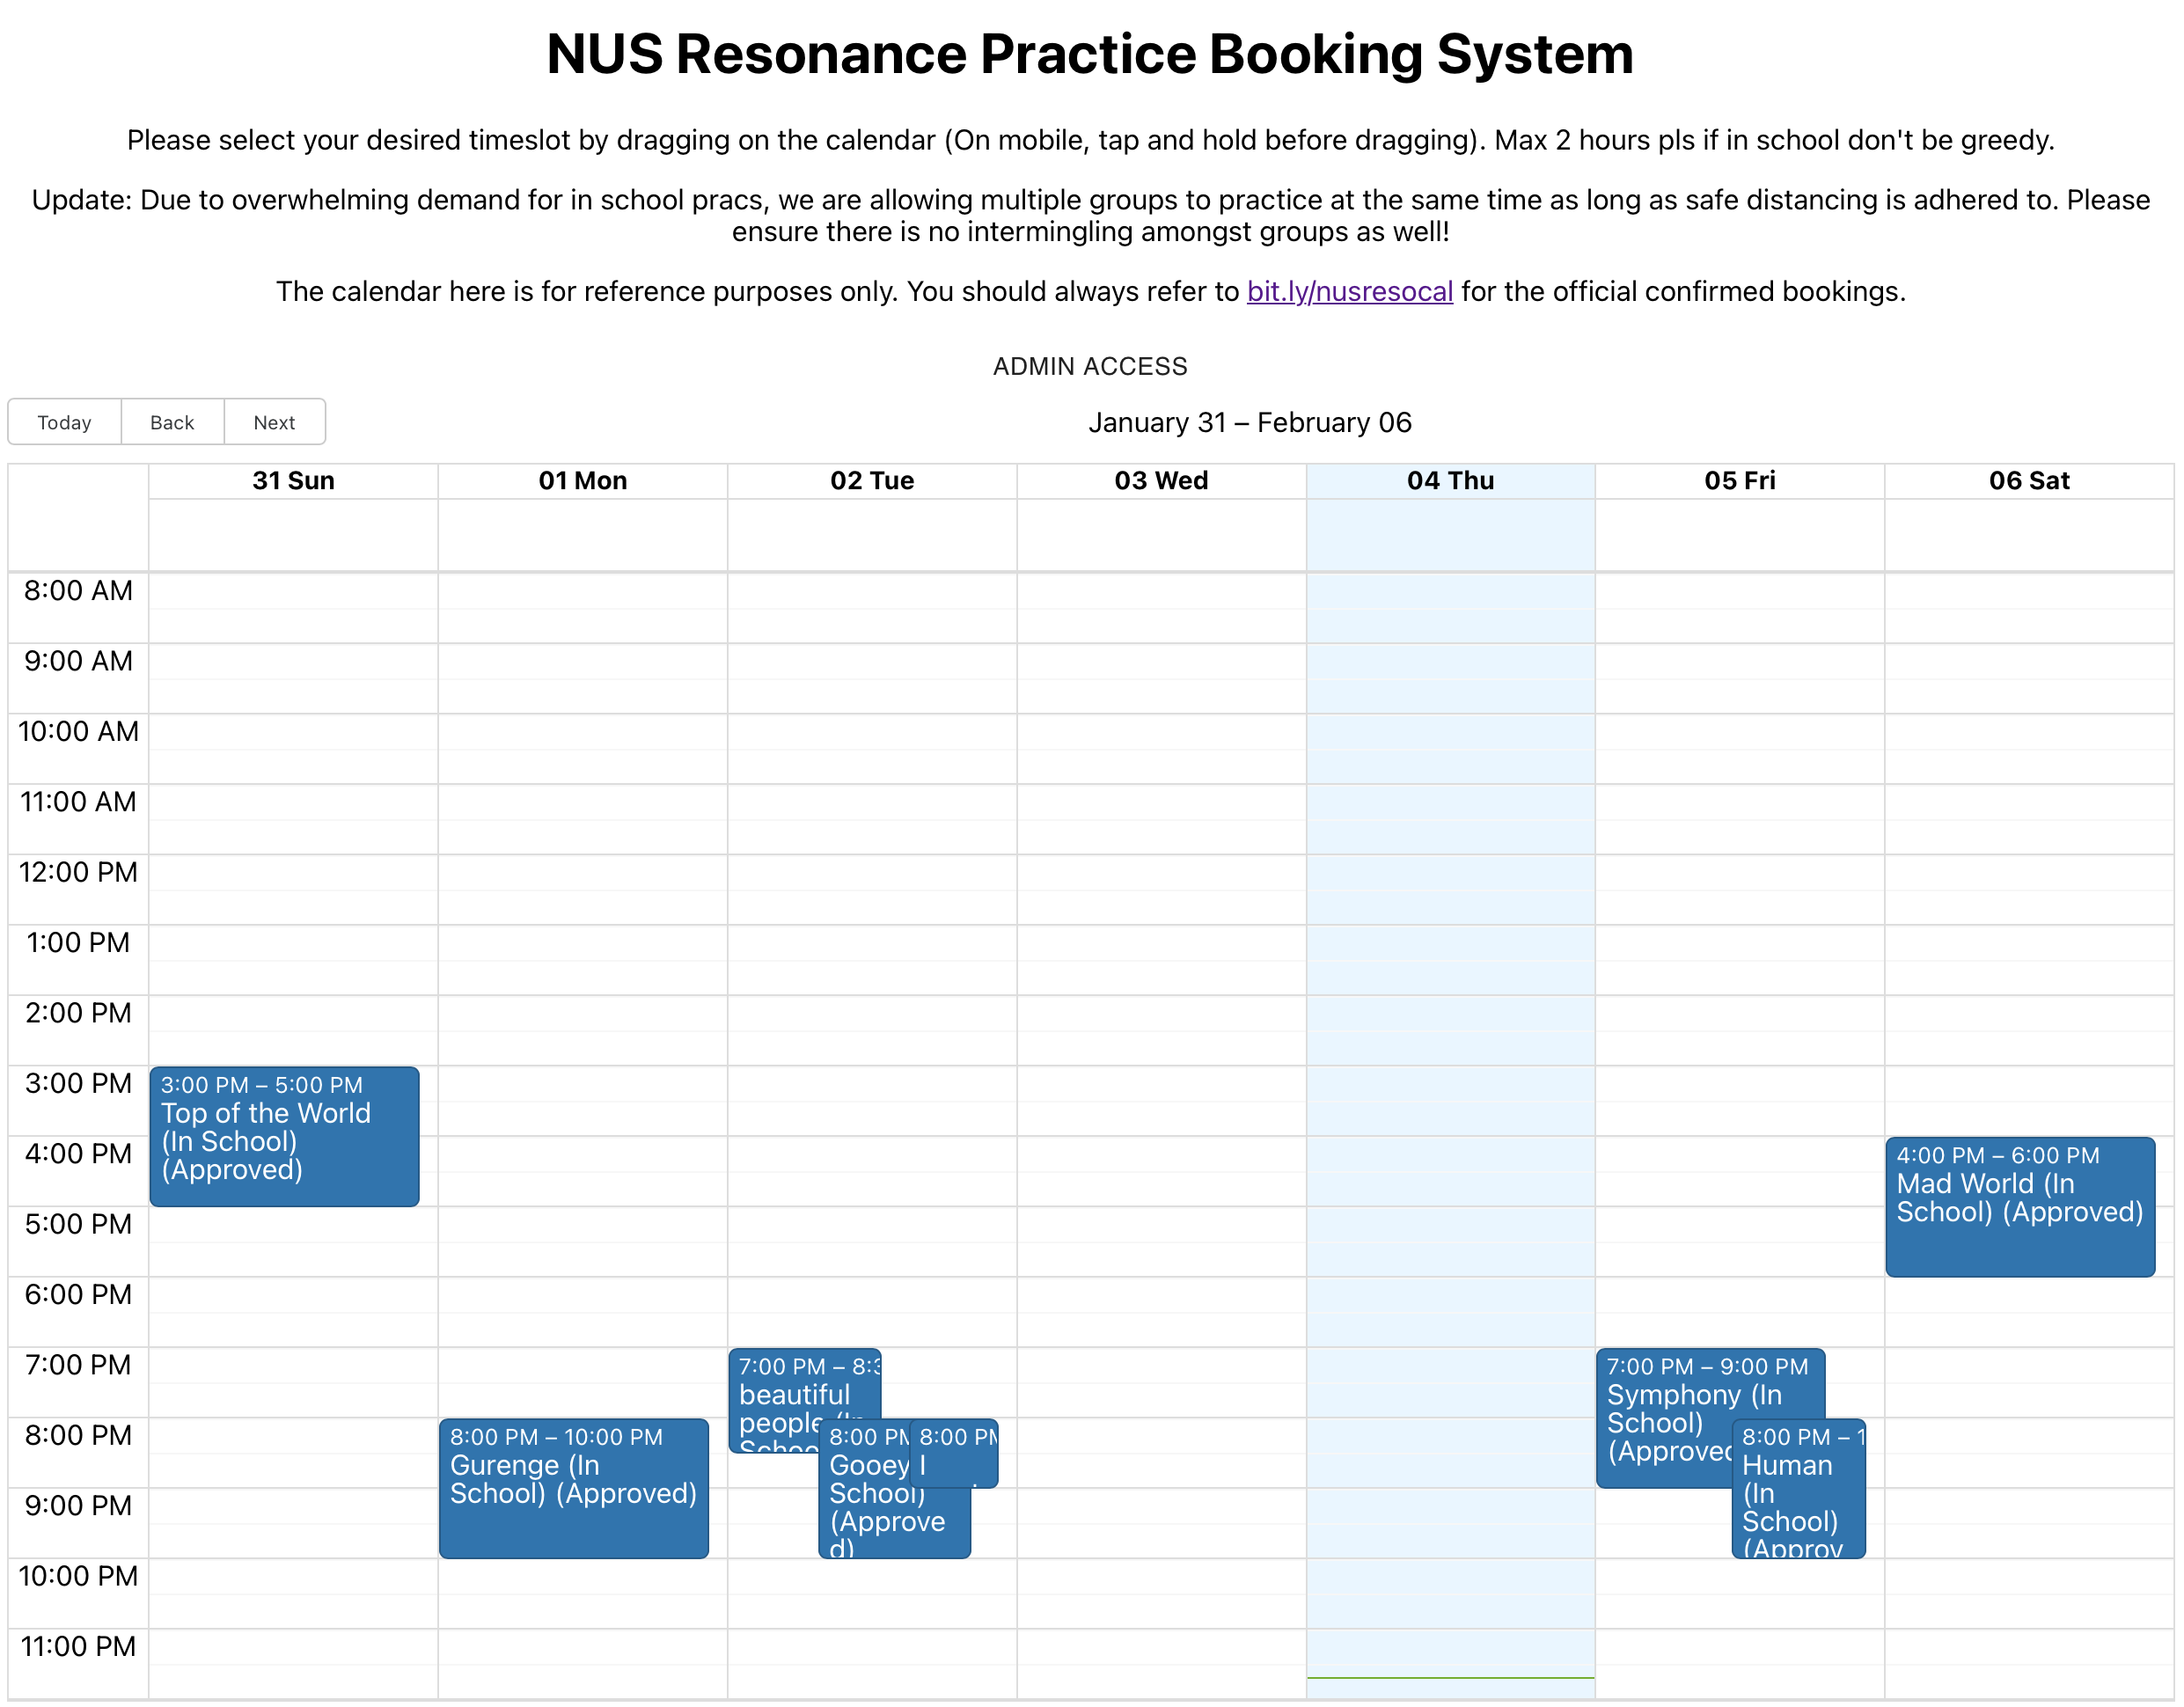 NUS Resonance Practice Booking System
Please select your desired timeslot by dragging on the calendar (On mobile, tap and hold before dragging). Max 2 hours pls if in school don't be greedy.
Update: Due to overwhelming demand for in school pracs, we are allowing multiple groups to practice at the same time as long as safe distancing is adhered to. Please
ensure there is no intermingling amongst groups as well!
The calendar here is for reference purposes only. You should always refer to bit.ly/nusresocal for the official confirmed bookings.
ADMIN ACCESS
Today Back Next
January 31 – February 06
31 Sun 01 Mon 02 Tue 03 Wed 04 Thu 05 Fri 06 Sat
8:00 AM
9:00 AM
10:00 AM
11:00 AM
12:00 PM
1:00 PM
2:00 PM
3:00 PM
4:00 PM
5:00 PM
6:00 PM
7:00 PM
8:00 PM
9:00 PM
10:00 PM
11:00 PM
3:00 PM – 5:00 PM
Top of the World
(In School)
(Approved)
8:00 PM – 10:00 PM
Gurenge (In
School) (Approved)
7:00 PM – 8:3
beautiful
people (In
Schoo
8:00 PM
Gooey
School)
(Approve
d)
8:00 PM
I
7:00 PM – 9:00 PM
Symphony (In
School)
(Approved
8:00 PM – 1
Human
(In
School)
(Approv
4:00 PM – 6:00 PM
Mad World (In
School) (Approved)